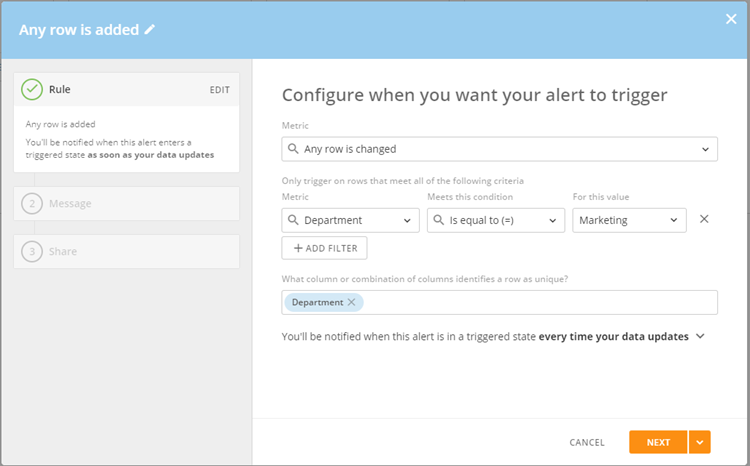 Any row is added
Rule
EDIT
Any row is added
You'll be notified when this alert enters a
triggered state as soon as your data updates
2 Message
3 Share
Configure when you want your alert to trigger
Metric
Any row is changed
Only trigger on rows that meet all of the following criteria
Metric Meets this condition For this value
Department Is equal to (=) Marketing
+ ADD FILTER
What column or combination of columns identifies a row as unique?
Department
You'll be notified when this alert is in a triggered state every time your data updates
CANCEL NEXT